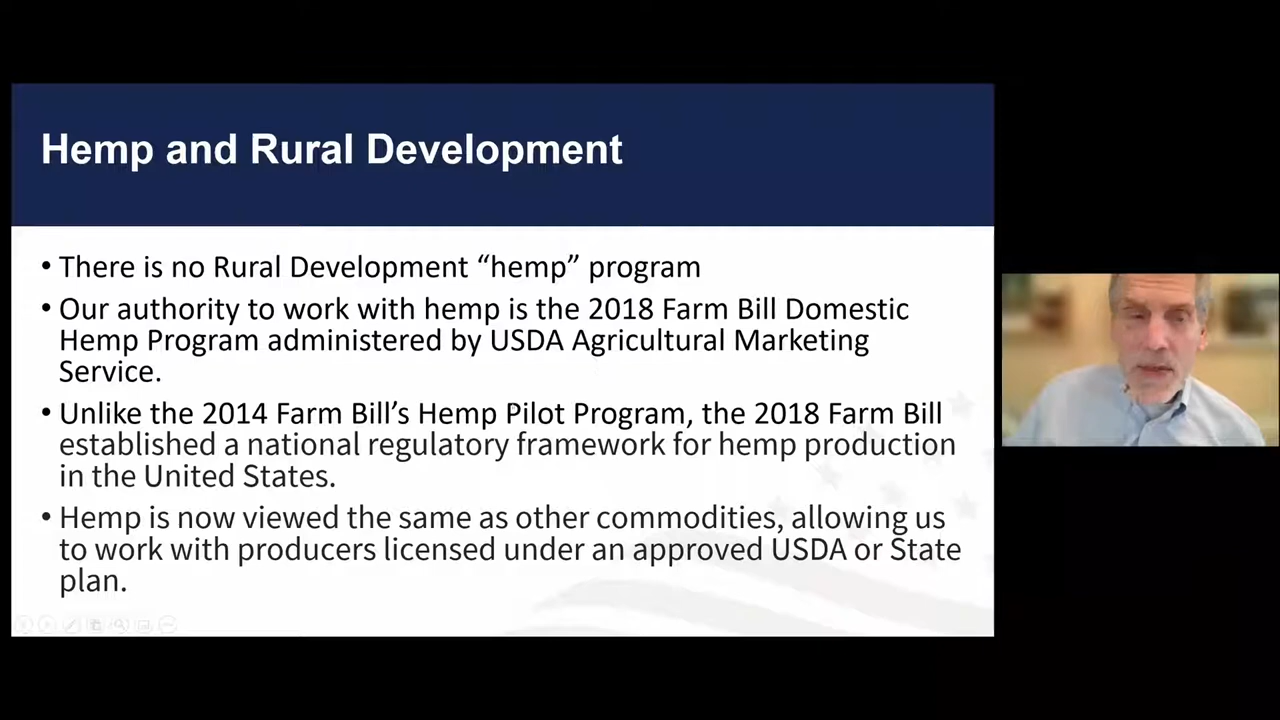 Hemp and Rural Development
• There is no Rural Development “hemp” program
• Our authority to work with hemp is the 2018 Farm Bill Domestic
Hemp Program administered by USDA Agricultural Marketing
Service.
• Unlike the 2014 Farm Bill’s Hemp Pilot Program, the 2018 Farm Bill
established a national regulatory framework for hemp production
in the United States.
• Hemp is now viewed the same as other commodities, allowing us
to work with producers licensed under an approved USDA or State
plan.